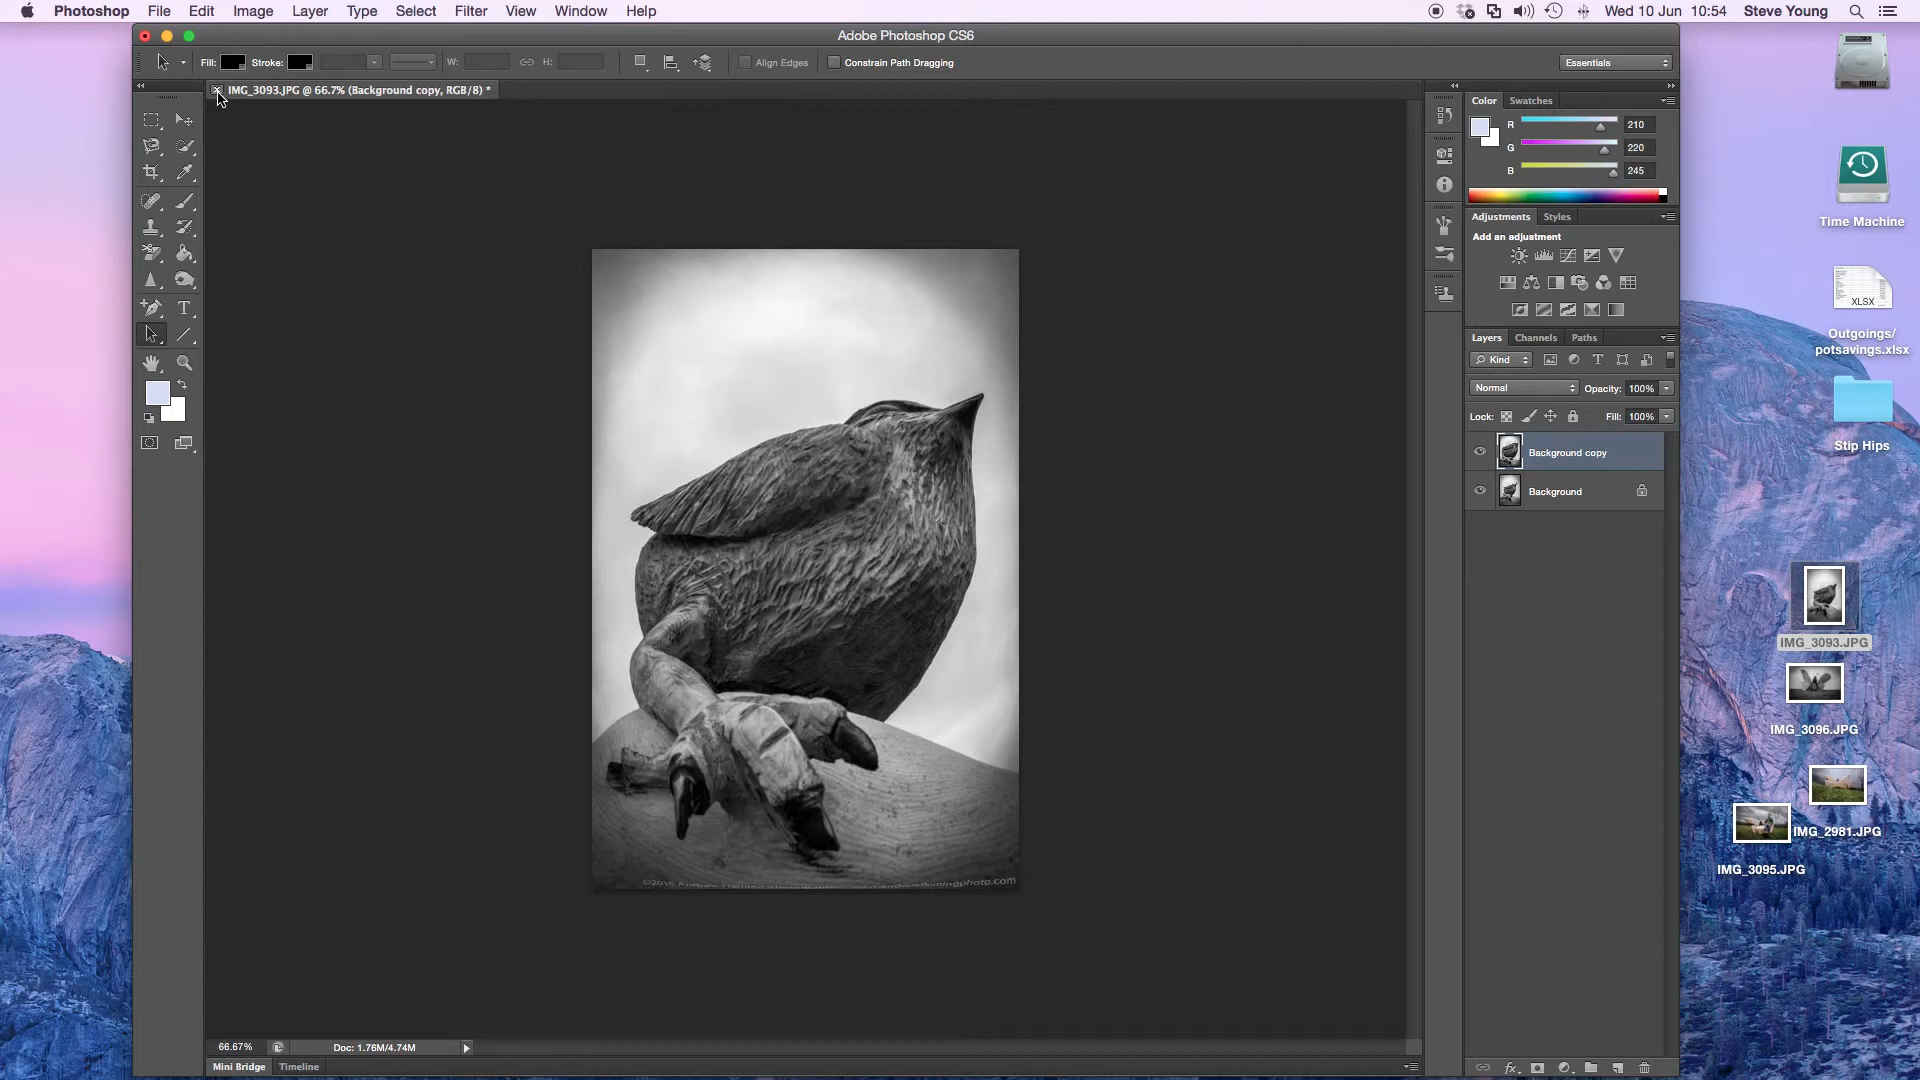 Photoshop File Edit Image Layer Type Select Filter View Window Help Wed 10 Jun 10:54 Steve Young
Adobe Photoshop CS6
Fill: Stroke: W: H: Align Edges Constrain Path Dragging Essentials
IMG_3093.JPG @ 66.7% (Background copy, RGB/8) *
Color Swatches
R 210
G 220
B 245
Adjustments Styles
Add an adjustment
Layers Channels Paths
Kind
Normal Opacity: 100%
Lock: Fill: 100%
Background copy
Background
Time Machine
XLSX
Outgoings/
potsavings.xlsx
Stip Hips
IMG_3093.JPG
IMG_3096.JPG
IMG_2981.JPG
IMG_3095.JPG
66.67% Doc: 1.76M/4.74M
Mini Bridge Timeline